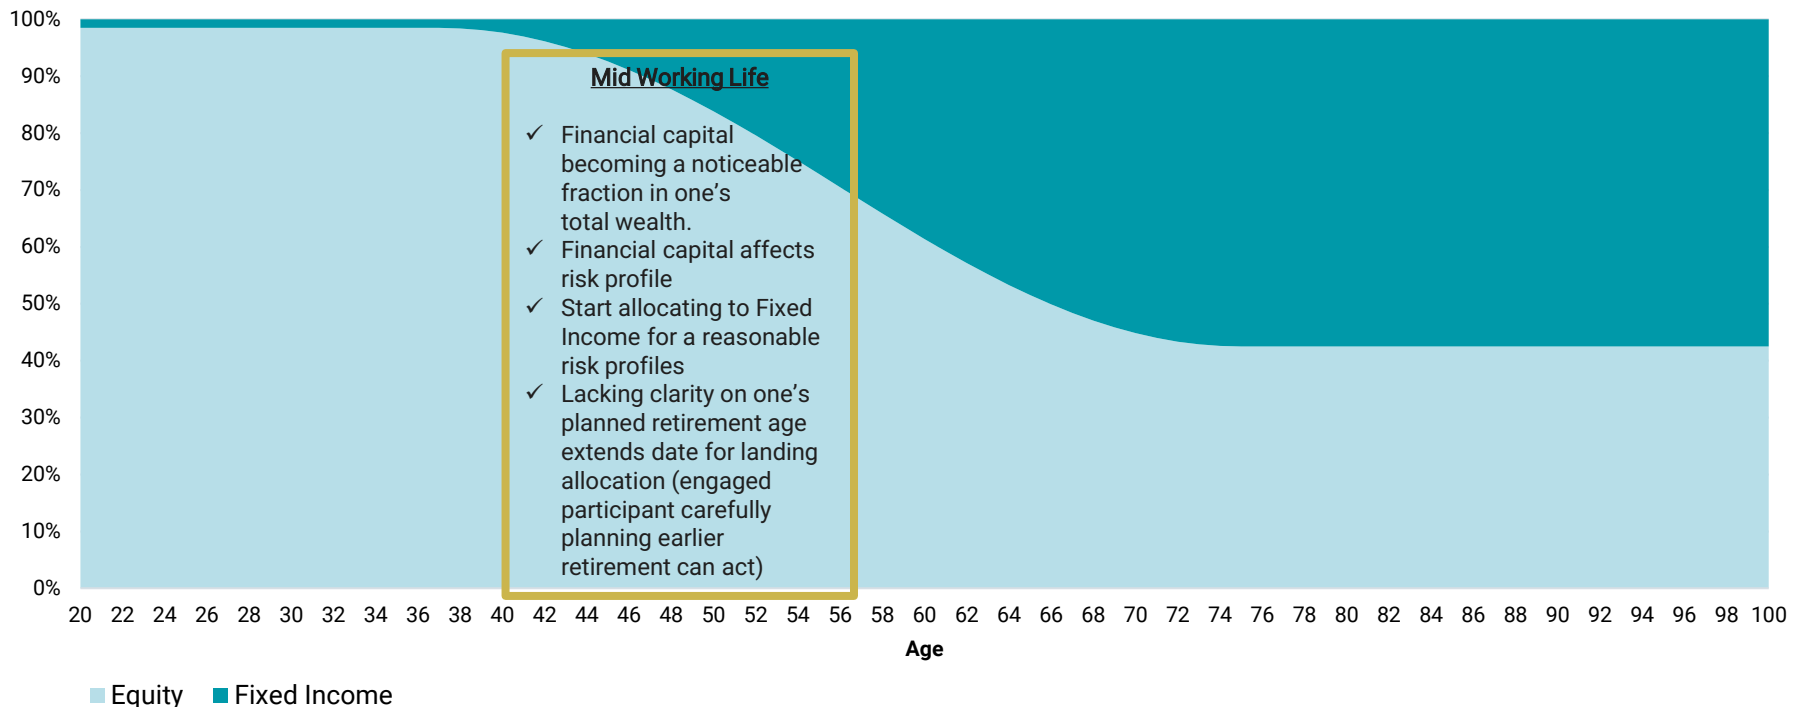 100%
90%
80%
70%
60%
50%
40%
30%
20%
10%
0%
Mid Working Life
✓ Financial capital
becoming a noticeable
fraction in one’s
total wealth.
✓ Financial capital affects
risk profile
✓ Start allocating to Fixed
Income for a reasonable
risk profiles
✓ Lacking clarity on one’s
planned retirement age
extends date for landing
allocation (engaged
participant carefully
planning earlier
retirement can act)
20 22 24 26 28 30 32 34 36 38 40 42 44 46 48 50 52 54 56 58 60 62 64 66 68 70 72 74 76 78 80 82 84 86 88 90 92 94 96 98 100
Age
Equity Fixed Income